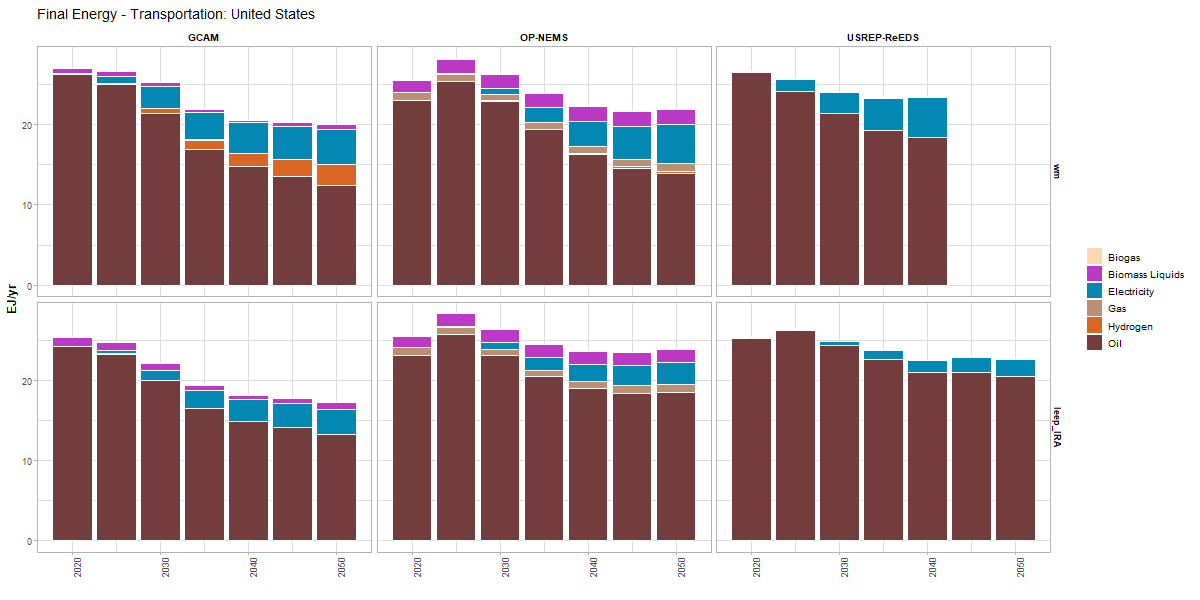 Final Energy - Transportation: United States
GCAM
OP-NEMS
USREP-ReEDS
EJ/yr
20
10
0
wm
20
10
0
leep_IRA
2020
2030
2040
2050
2020
2030
2040
2050
2020
2030
2040
2050
Biogas
Biomass Liquids
Electricity
Gas
Hydrogen
Oil